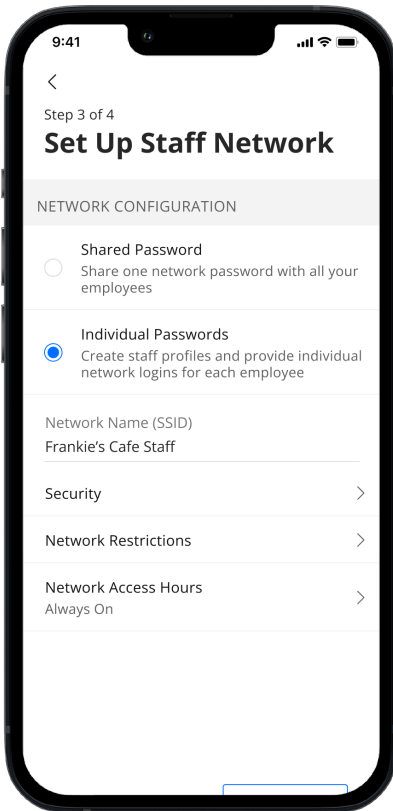 9:41
Step 3 of 4
Set Up Staff Network
NETWORK CONFIGURATION
Shared Password
Share one network password with all your
employees
Individual Passwords
Create staff profiles and provide individual
network logins for each employee
Network Name (SSID)
Frankie’s Cafe Staff
Security
Network Restrictions
Network Access Hours
Always On